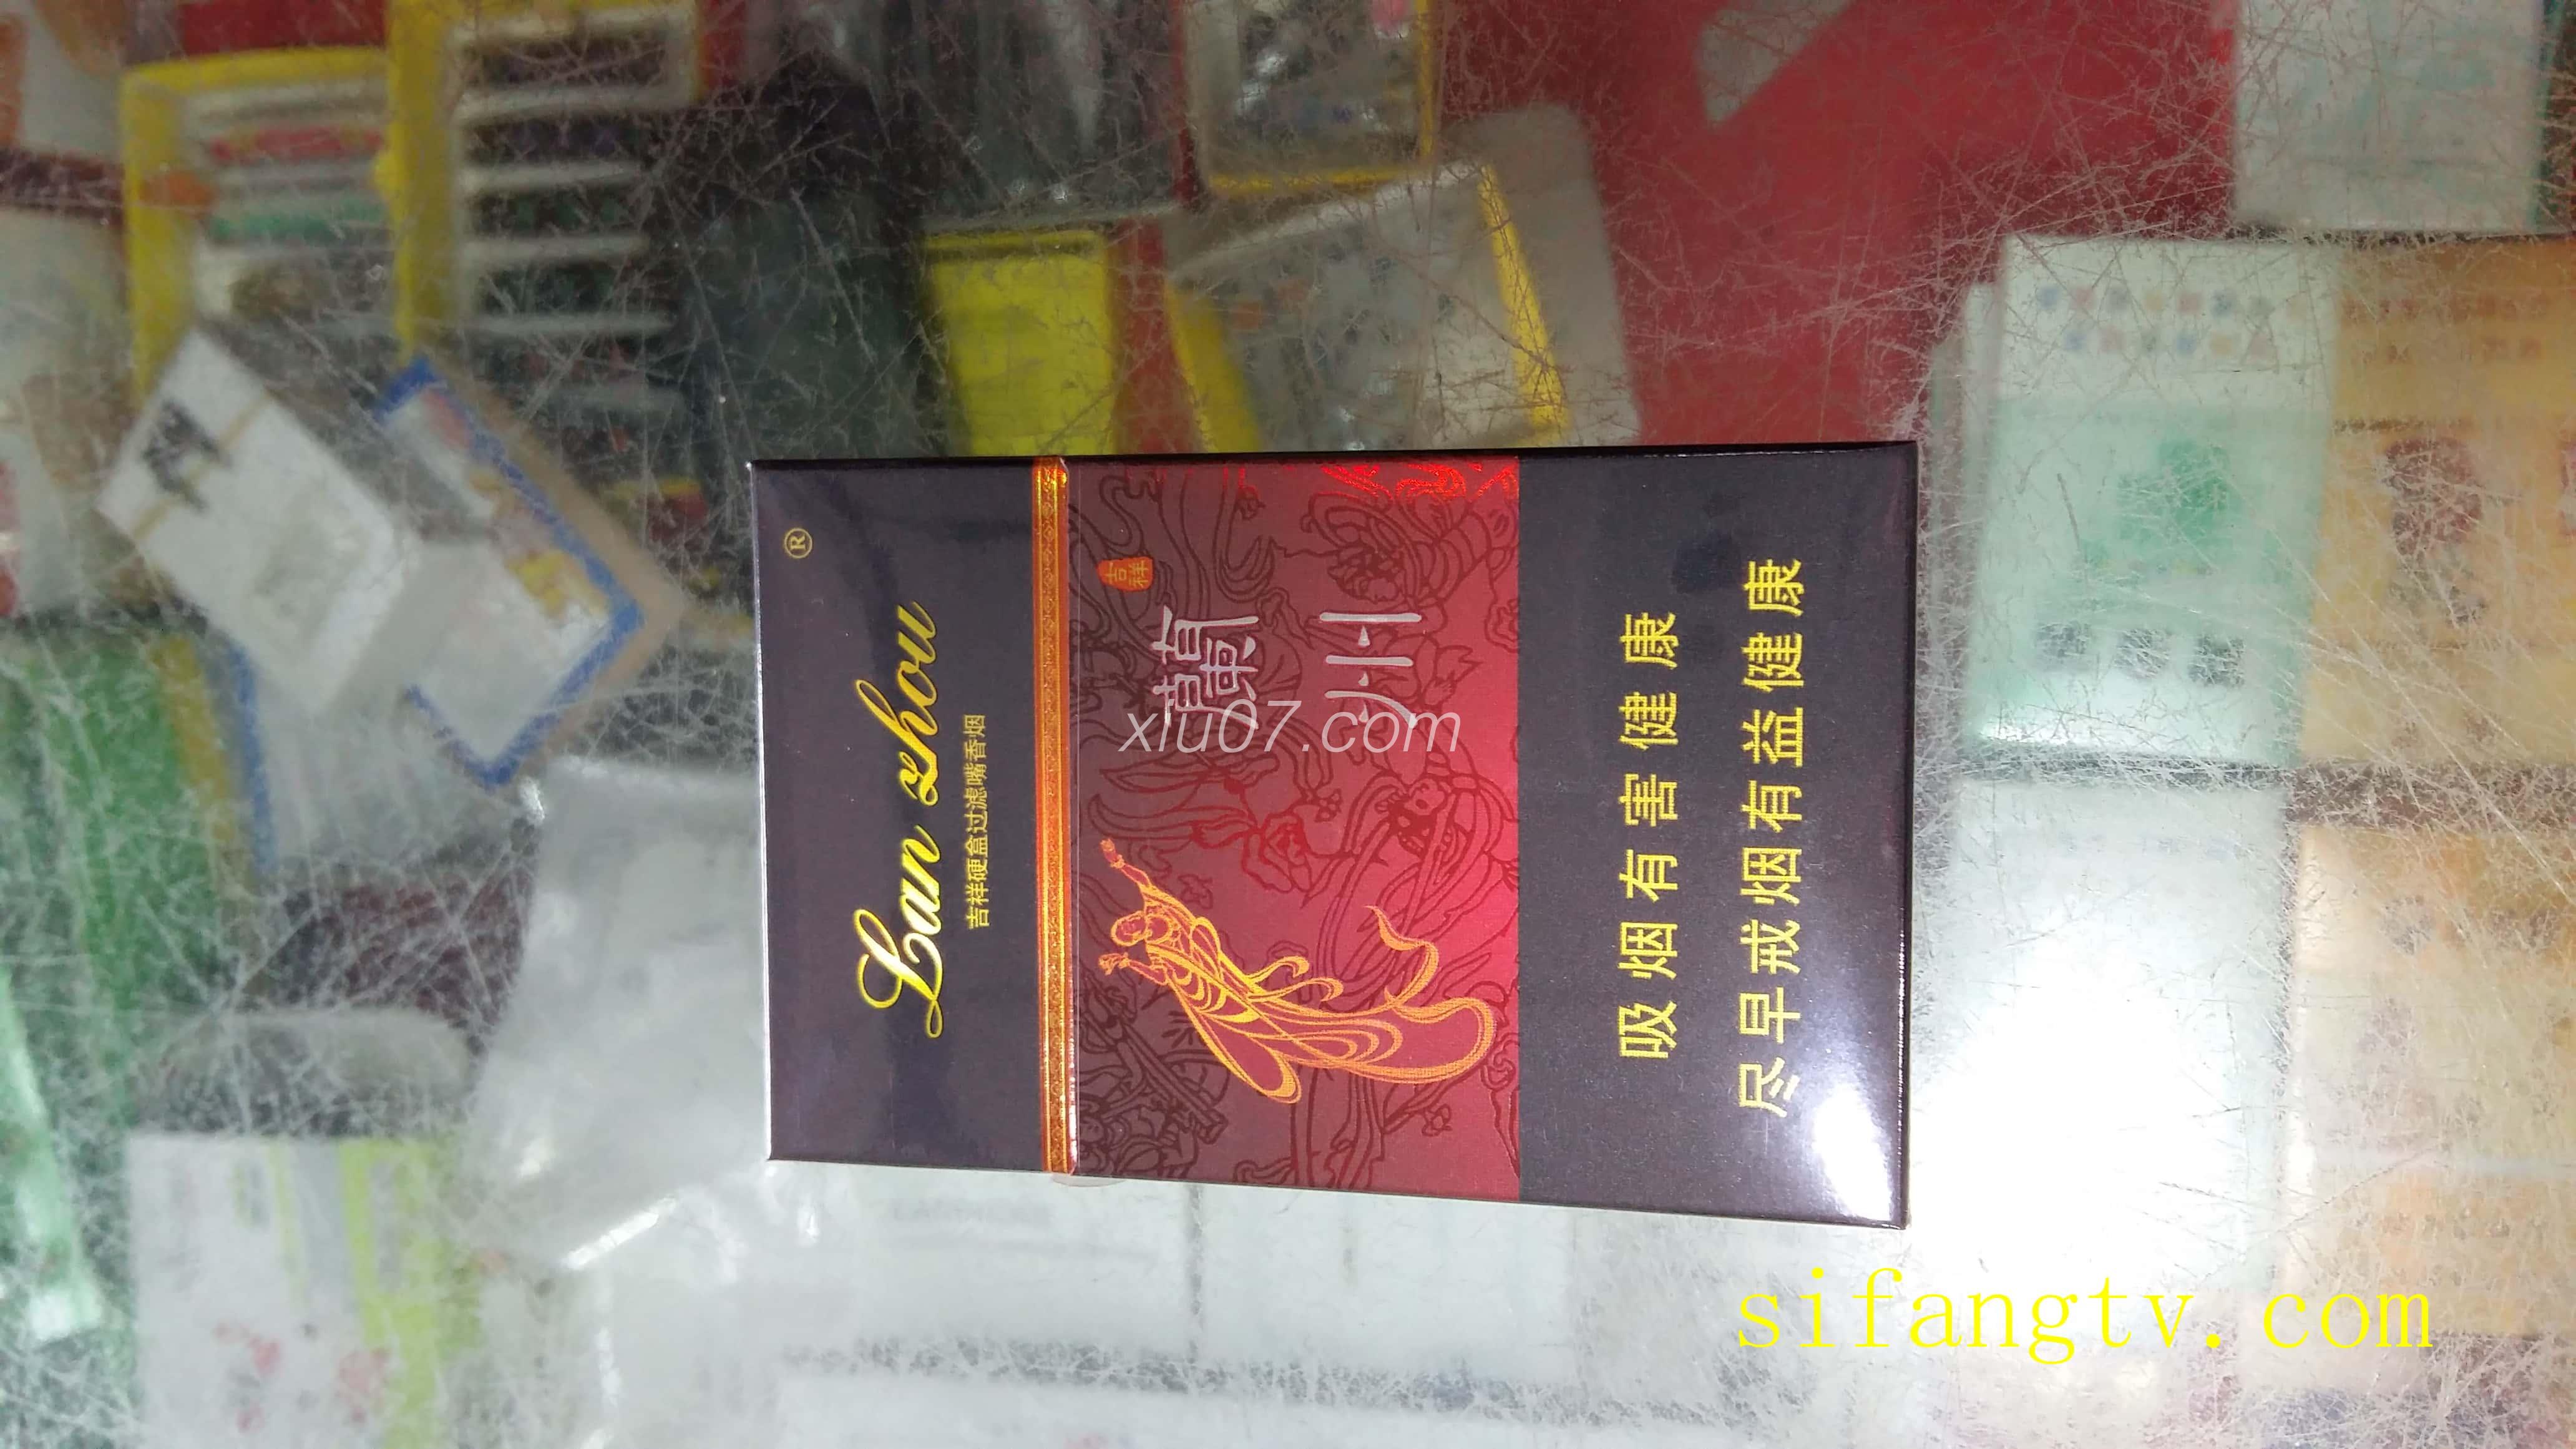 ®
Lan zhou
吉祥硬盒过滤嘴香烟
吉祥
蘭州
吸烟有害健康
尽早戒烟有益健康
xiu07.com
sifangtv.com